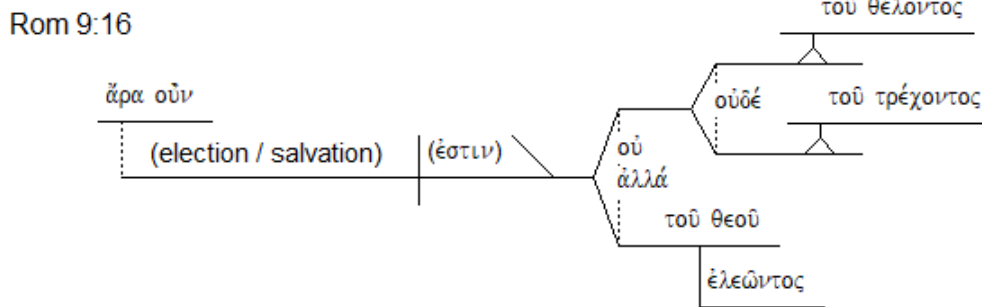 Rom 9:16
τοῦ θέλοντος
ἄρα οὖν
οὐδέ
τοῦ τρέχοντος
(election / salvation)
(ἐστιν)
οὐ
ἀλλά
τοῦ θεοῦ
ἐλεῶντος